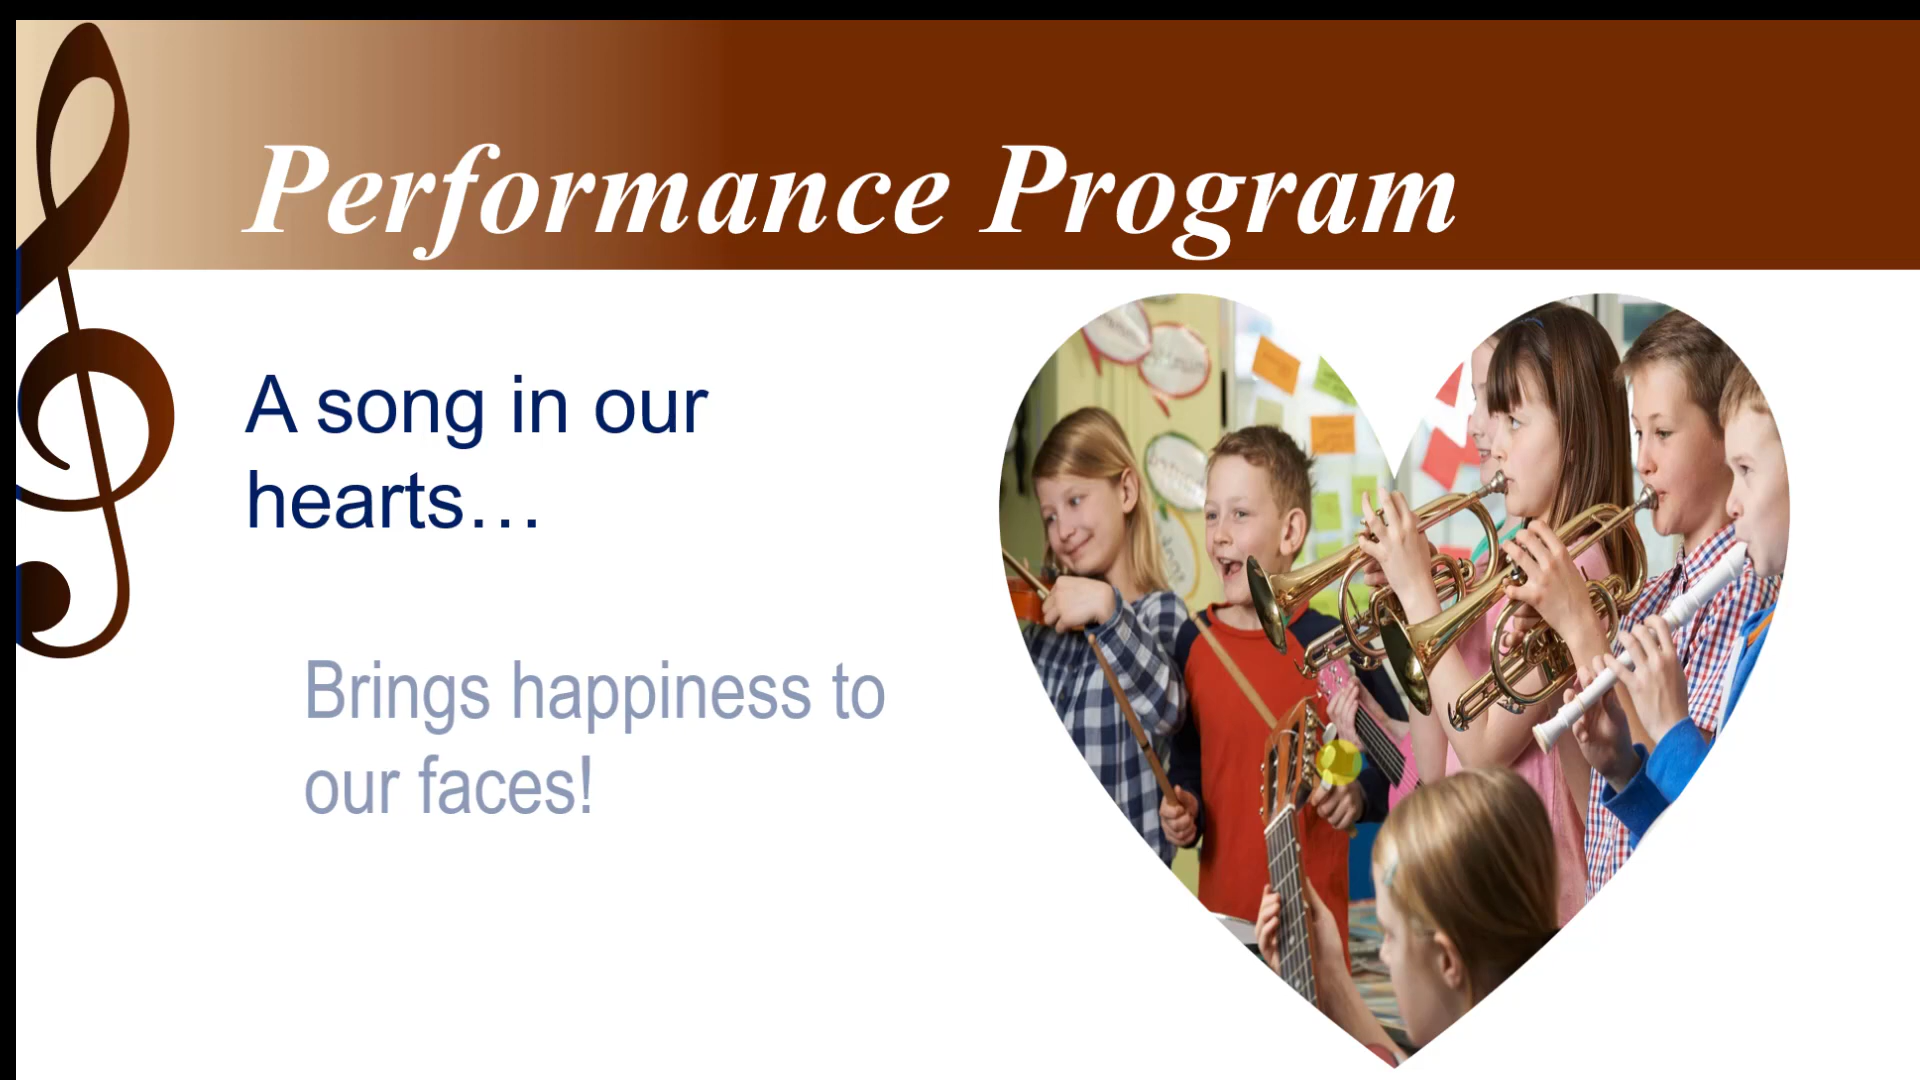 Performance Program
A song in our
hearts…
Brings happiness to
our faces!